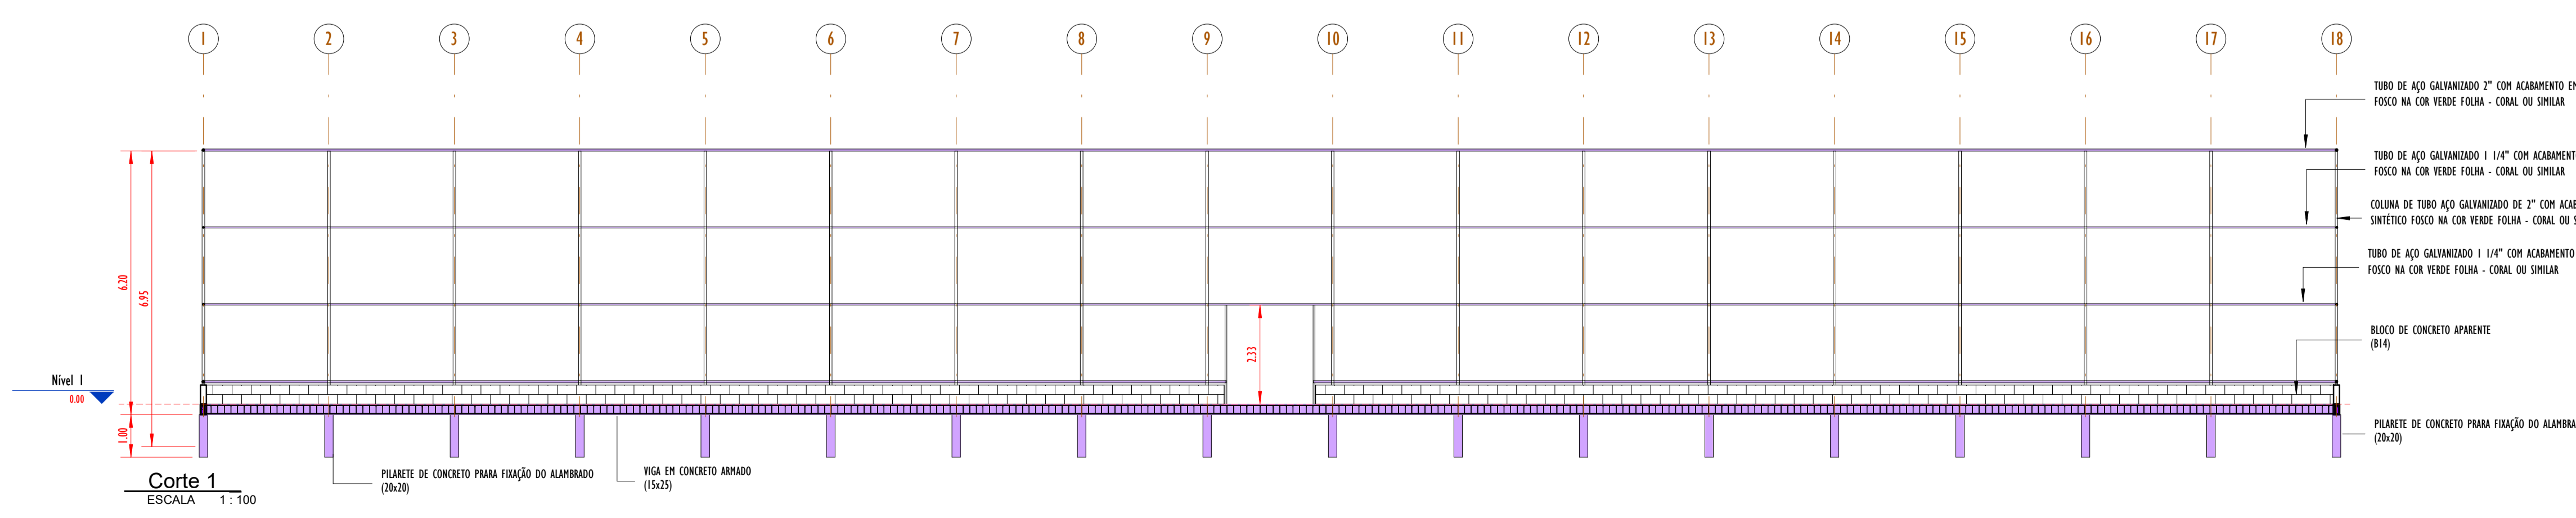 1 2 3 4 5 6 7 8 9 10 11 12 13 14 15 16 17 18
TUBO DE AÇO GALVANIZADO 2" COM ACABAMENTO EM
FOSCO NA COR VERDE FOLHA - CORAL OU SIMILAR
TUBO DE AÇO GALVANIZADO 1 1/4" COM ACABAMENT
FOSCO NA COR VERDE FOLHA - CORAL OU SIMILAR
COLUNA DE TUBO AÇO GALVANIZADO DE 2" COM ACAB
SINTÉTICO FOSCO NA COR VERDE FOLHA - CORAL OU S
TUBO DE AÇO GALVANIZADO 1 1/4" COM ACABAMENTO
FOSCO NA COR VERDE FOLHA - CORAL OU SIMILAR
6.20
6.95
2.33
BLOCO DE CONCRETO APARENTE
(B14)
Nível 1
0.00
1.00
PILARETE DE CONCRETO PRARA FIXAÇÃO DO ALAMBRA
(20x20)
PILARETE DE CONCRETO PRARA FIXAÇÃO DO ALAMBRADO
(20x20)
VIGA EM CONCRETO ARMADO
(15x25)
Corte 1
ESCALA 1 : 100